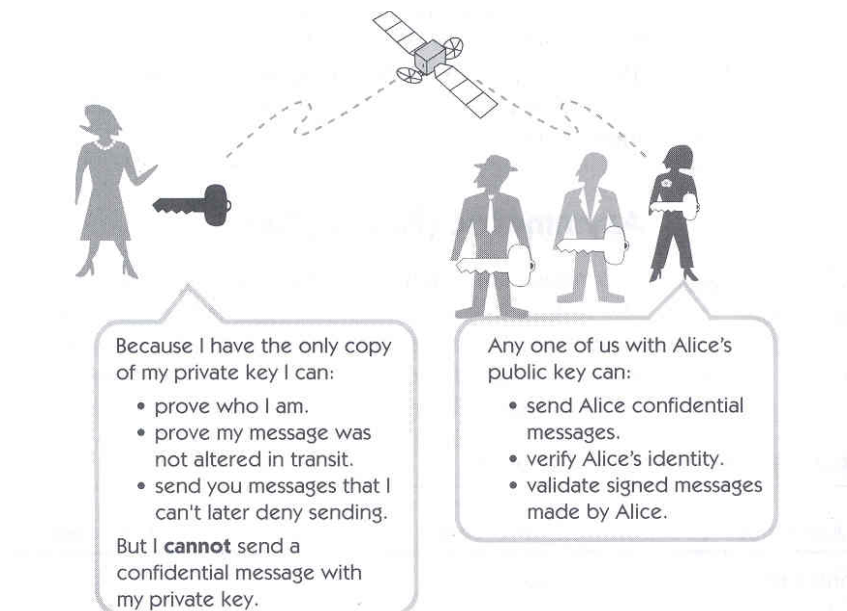 Because I have the only copy
of my private key I can:
• prove who I am.
• prove my message was
not altered in transit.
• send you messages that I
can't later deny sending.
But I cannot send a
confidential message with
my private key.
Any one of us with Alice's
public key can:
• send Alice confidential
messages.
• verify Alice's identity.
• validate signed messages
made by Alice.